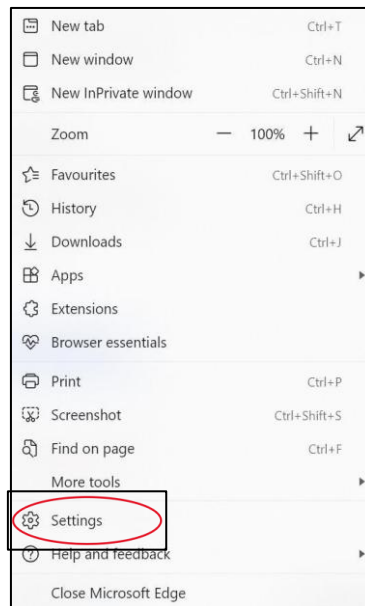 New tab Ctrl+T
New window Ctrl+N
New InPrivate window Ctrl+Shift+N
Zoom — 100% +
Favourites Ctrl+Shift+O
History Ctrl+H
Downloads Ctrl+J
Apps
Extensions
Browser essentials
Print Ctrl+P
Screenshot Ctrl+Shift+S
Find on page Ctrl+F
More tools
Settings
Help and feedback
Close Microsoft Edge